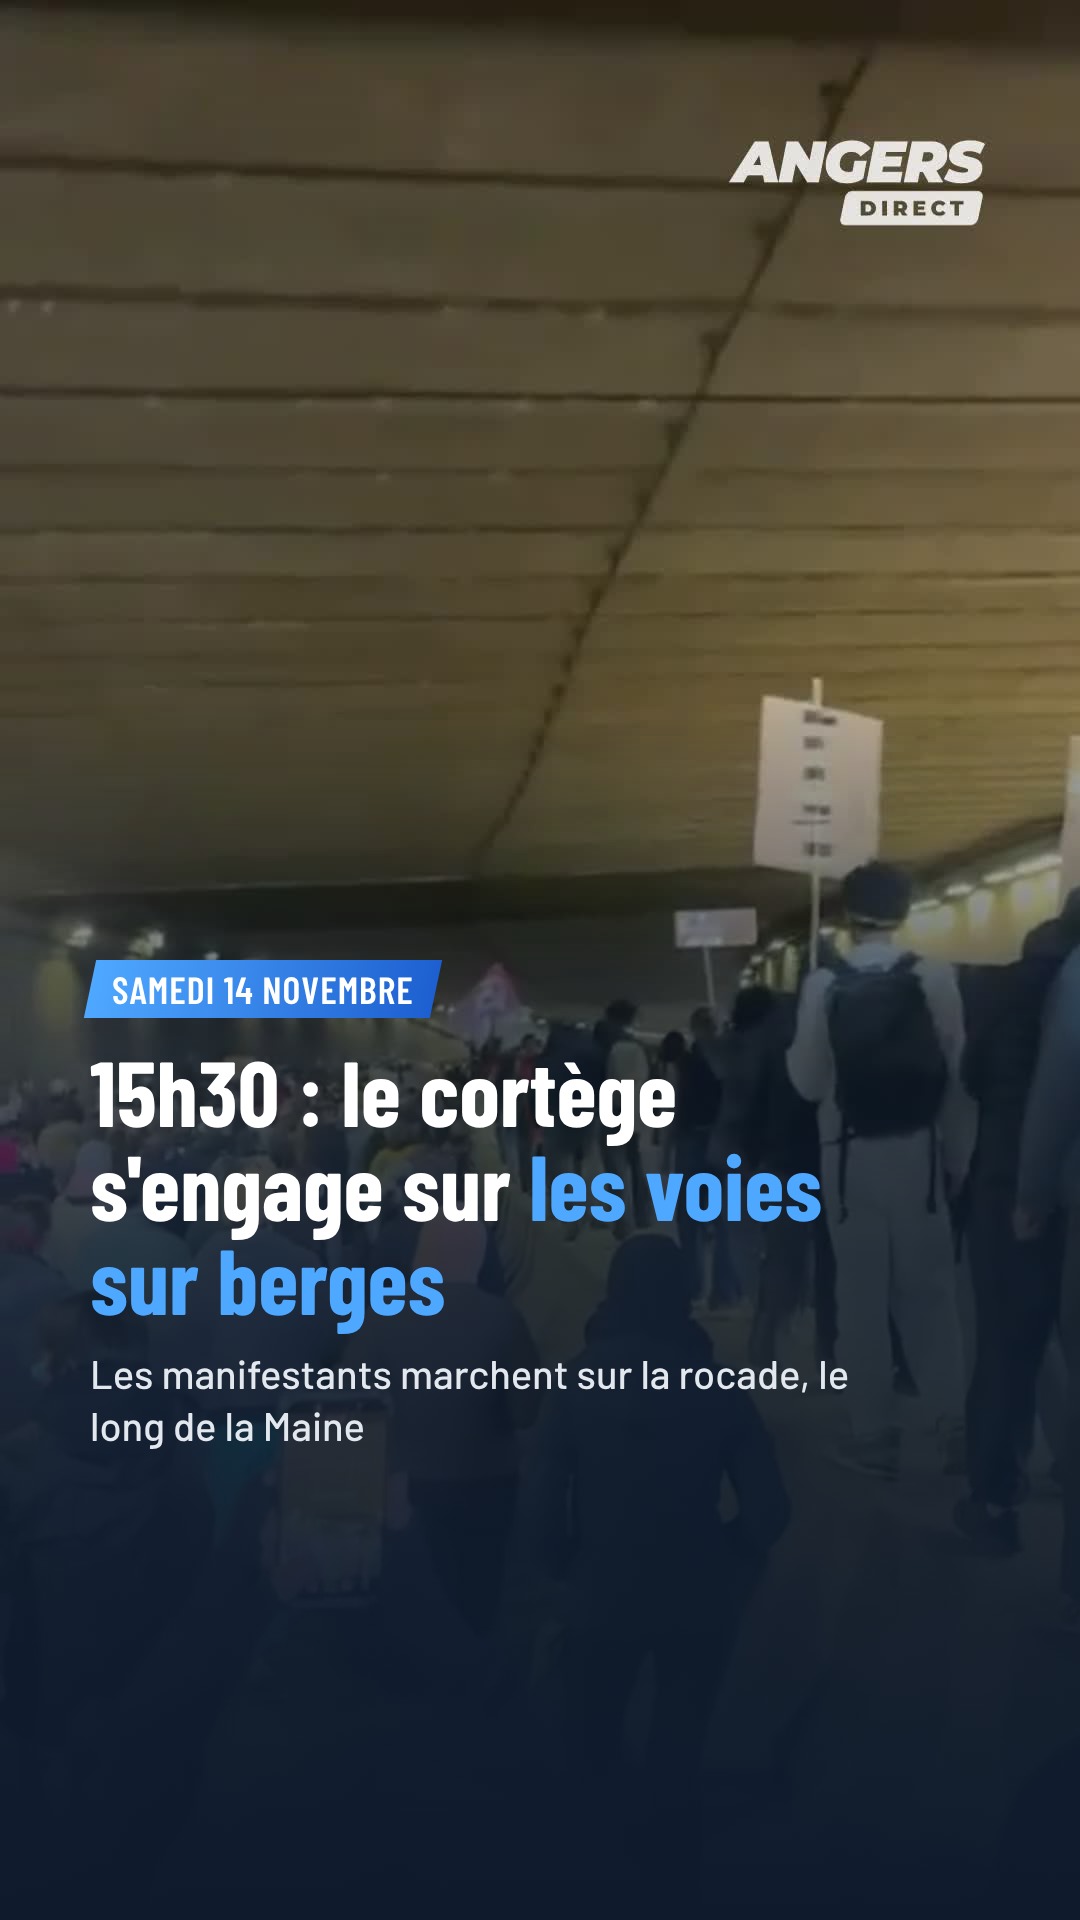 ANGERS
DIRECT
SAMEDI 14 NOVEMBRE
15h30 : le cortège
s'engage sur les voies
sur berges
Les manifestants marchent sur la rocade, le
long de la Maine